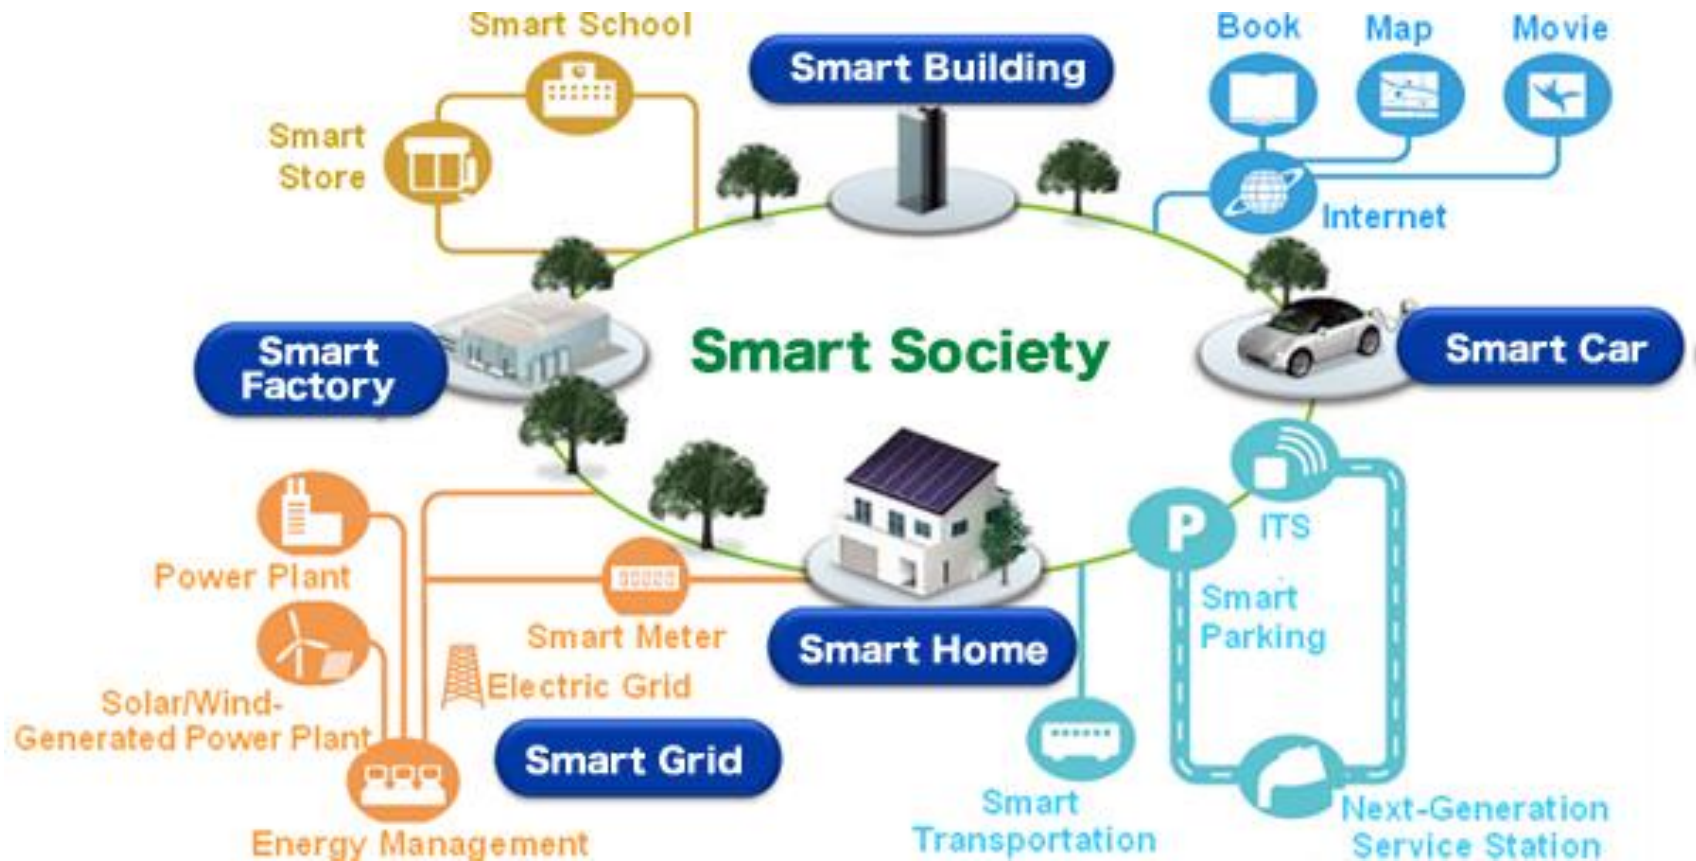 Smart School
Smart Building
Book
Map
Movie
Smart
Store
Internet
Smart
Factory
Smart Society
Smart Car
P
ITS
Power Plant
Smart
Parking
Smart Meter
Smart Home
Electric Grid
Solar/Wind-
Generated Power Plant
Smart Grid
Smart
Transportation
Next-Generation
Service Station
Energy Management